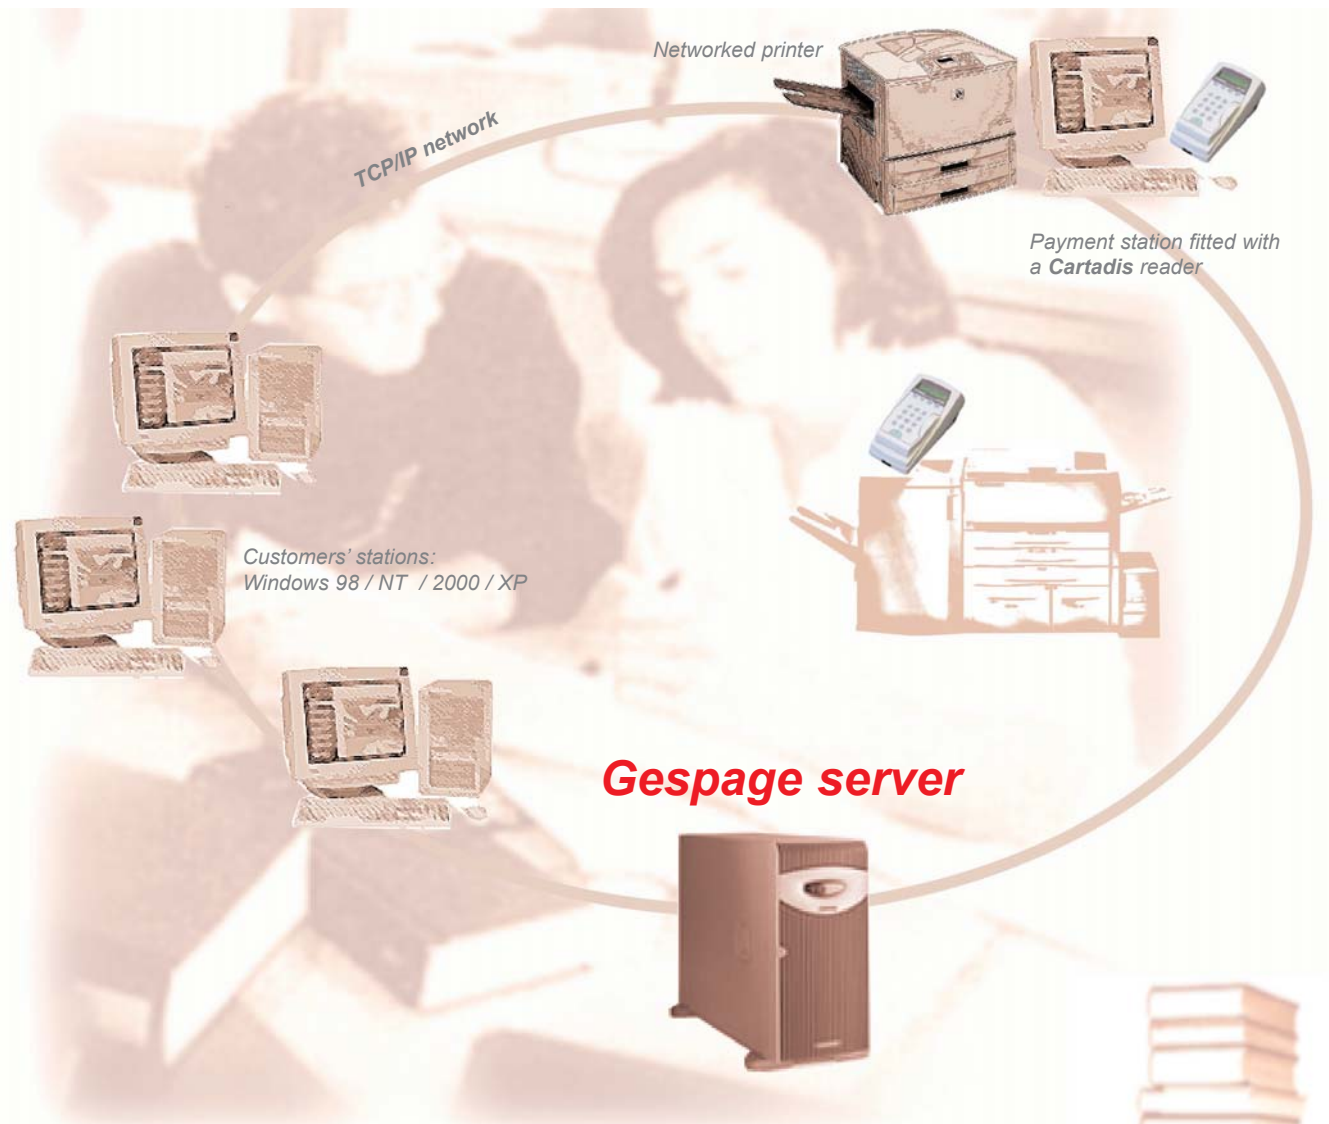 Networked printer
TCP/IP network
Payment station fitted with
a Cartadis reader
Customers’ stations:
Windows 98 / NT / 2000 / XP
Gespage server